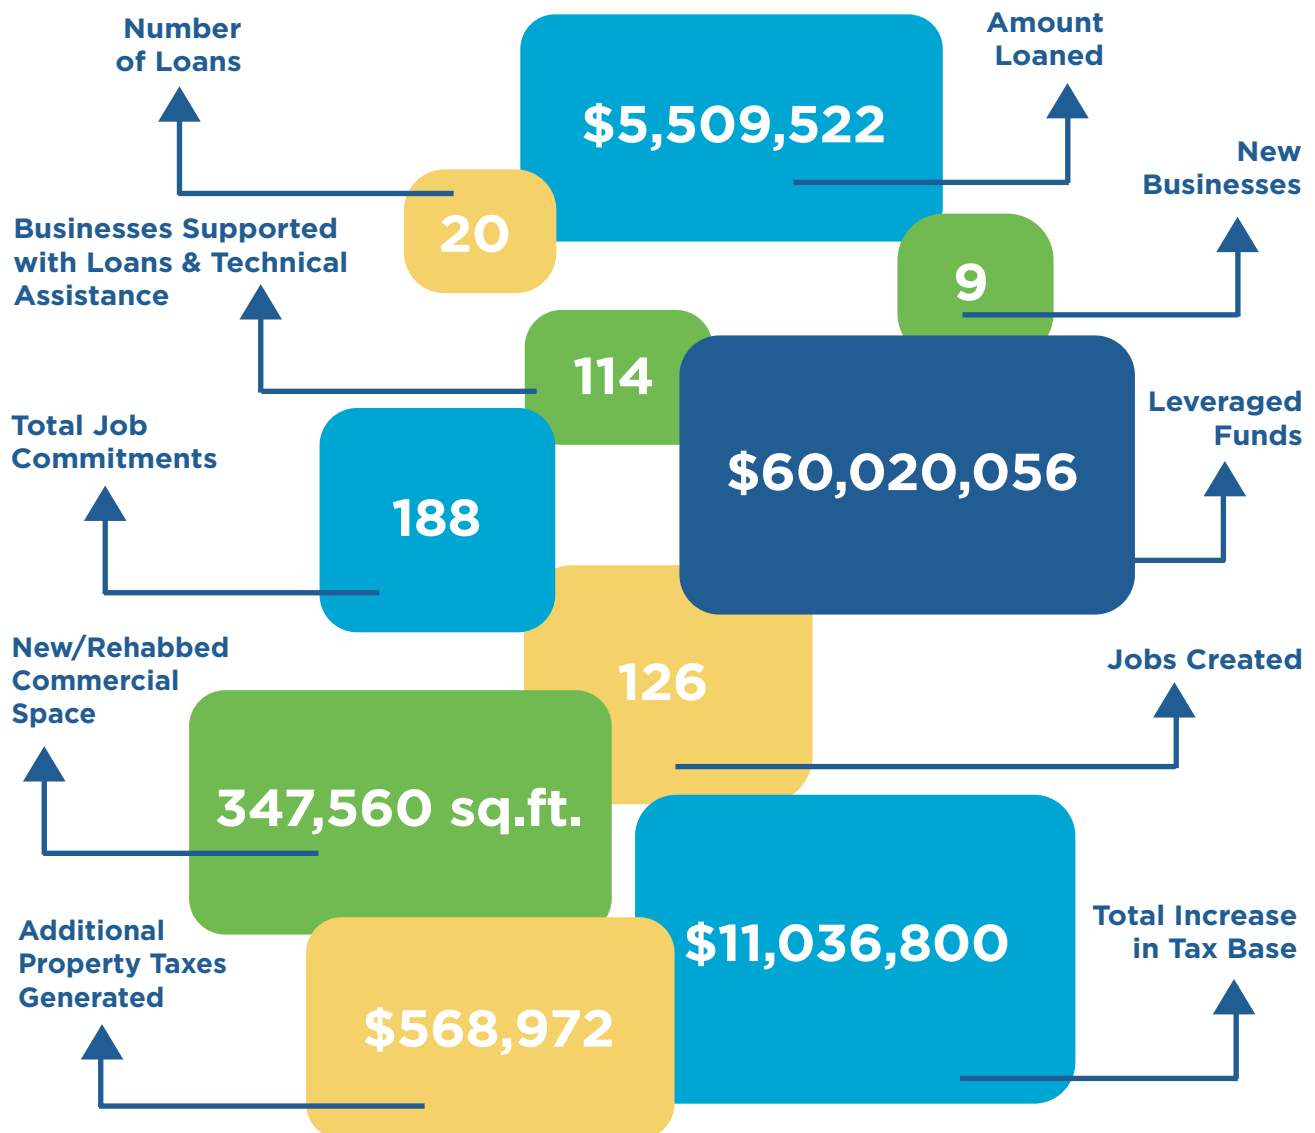 Number
of Loans
20
$5,509,522
Amount
Loaned
New
Businesses
9
Businesses Supported
with Loans & Technical
Assistance
114
Leveraged
Funds
$60,020,056
Total Job
Commitments
188
Jobs Created
126
New/Rehabbed
Commercial
Space
347,560 sq.ft.
Total Increase
in Tax Base
$11,036,800
Additional
Property Taxes
Generated
$568,972